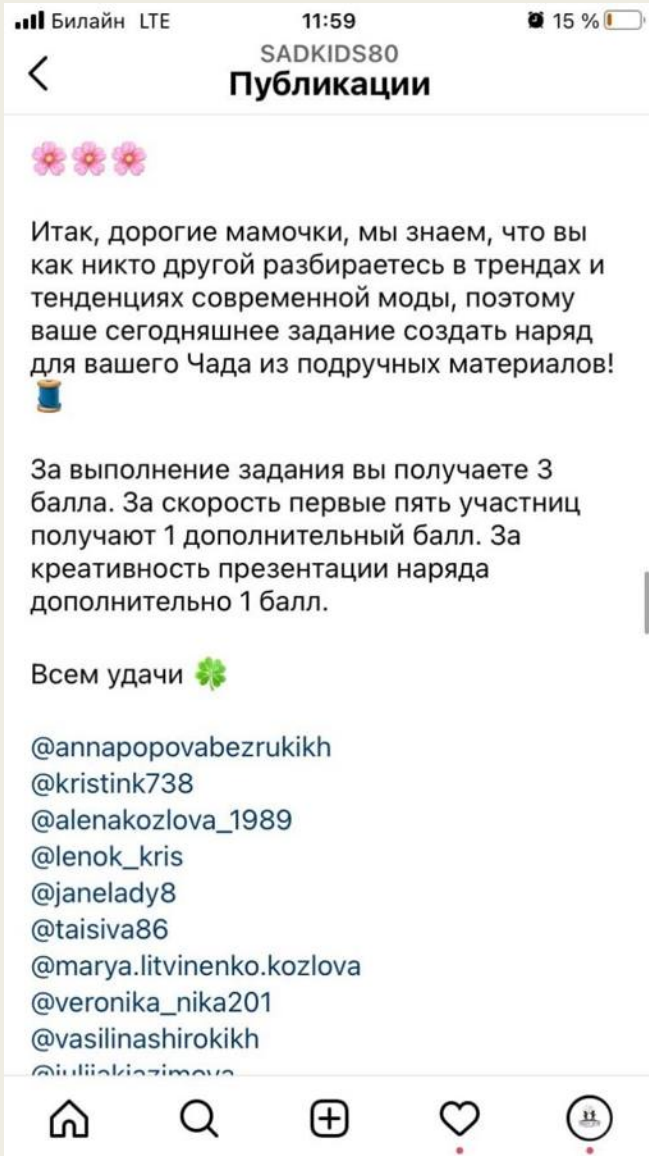 Билайн LTE 11:59 15 %
SADKIDS80
Публикации
Итак, дорогие мамочки, мы знаем, что вы
как никто другой разбираетесь в трендах и
тенденциях современной моды, поэтому
ваше сегодняшнее задание создать наряд
для вашего Чада из подручных материалов!
За выполнение задания вы получаете 3
балла. За скорость первые пять участниц
получают 1 дополнительный балл. За
креативность презентации наряда
дополнительно 1 балл.
Всем удачи
@annapopovabezrukikh
@kristink738
@alenakozlova_1989
@lenok_kris
@janelady8
@taisiva86
@marya.litvinenko.kozlova
@veronika_nika201
@vasilinashirokikh